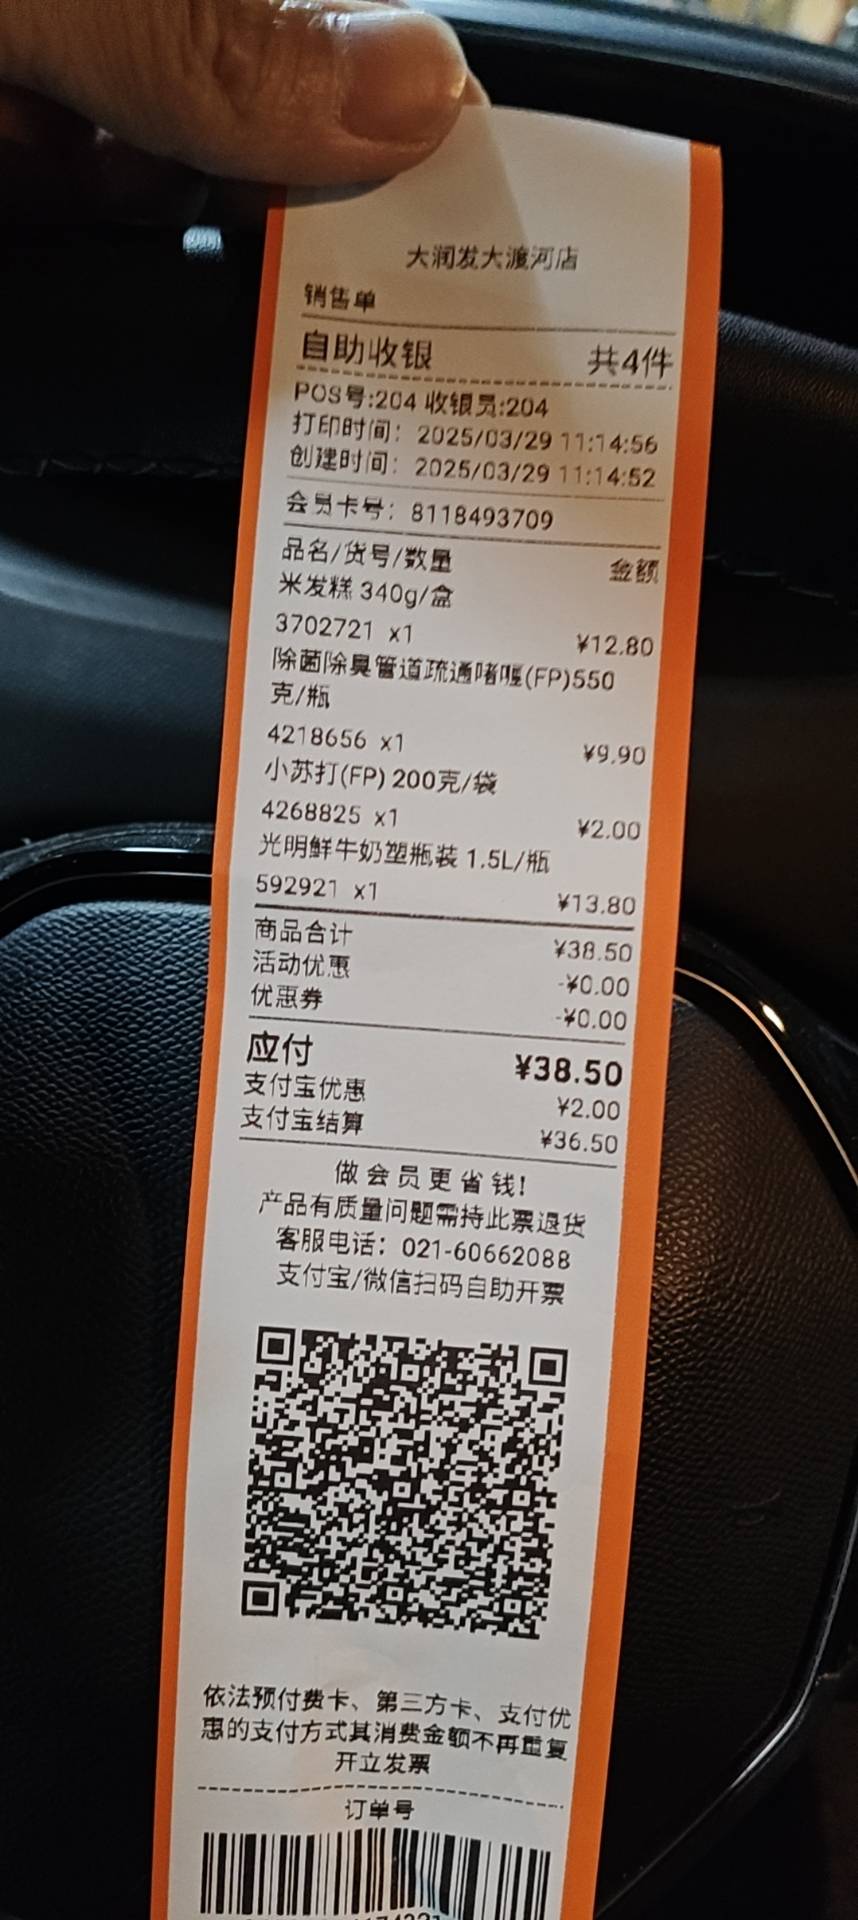 大润发大渡河店
销售单
自助收银 共4件
POS号:204 收银员:204
打印时间: 2025/03/29 11:14:56
创建时间: 2025/03/29 11:14:52
会员卡号: 8118493709
品名/货号/数量 金额
米发糕 340g/盒
3702721 x1 ¥12.80
除菌除臭管道疏通啫喱(FP)550
克/瓶
4218656 x1 ¥9.90
小苏打(FP) 200克/袋
4268825 x1 ¥2.00
光明鲜牛奶塑瓶装 1.5L/瓶
592921 x1 ¥13.80
商品合计 ¥38.50
活动优惠 -¥0.00
优惠券 -¥0.00
应付 ¥38.50
支付宝优惠 ¥2.00
支付宝结算 ¥36.50
做会员更省钱!
产品有质量问题需持此票退货
客服电话: 021-60662088
支付宝/微信扫码自助开票
依法预付费卡、第三方卡、支付优
惠的支付方式其消费金额不再重复
开立发票
订单号